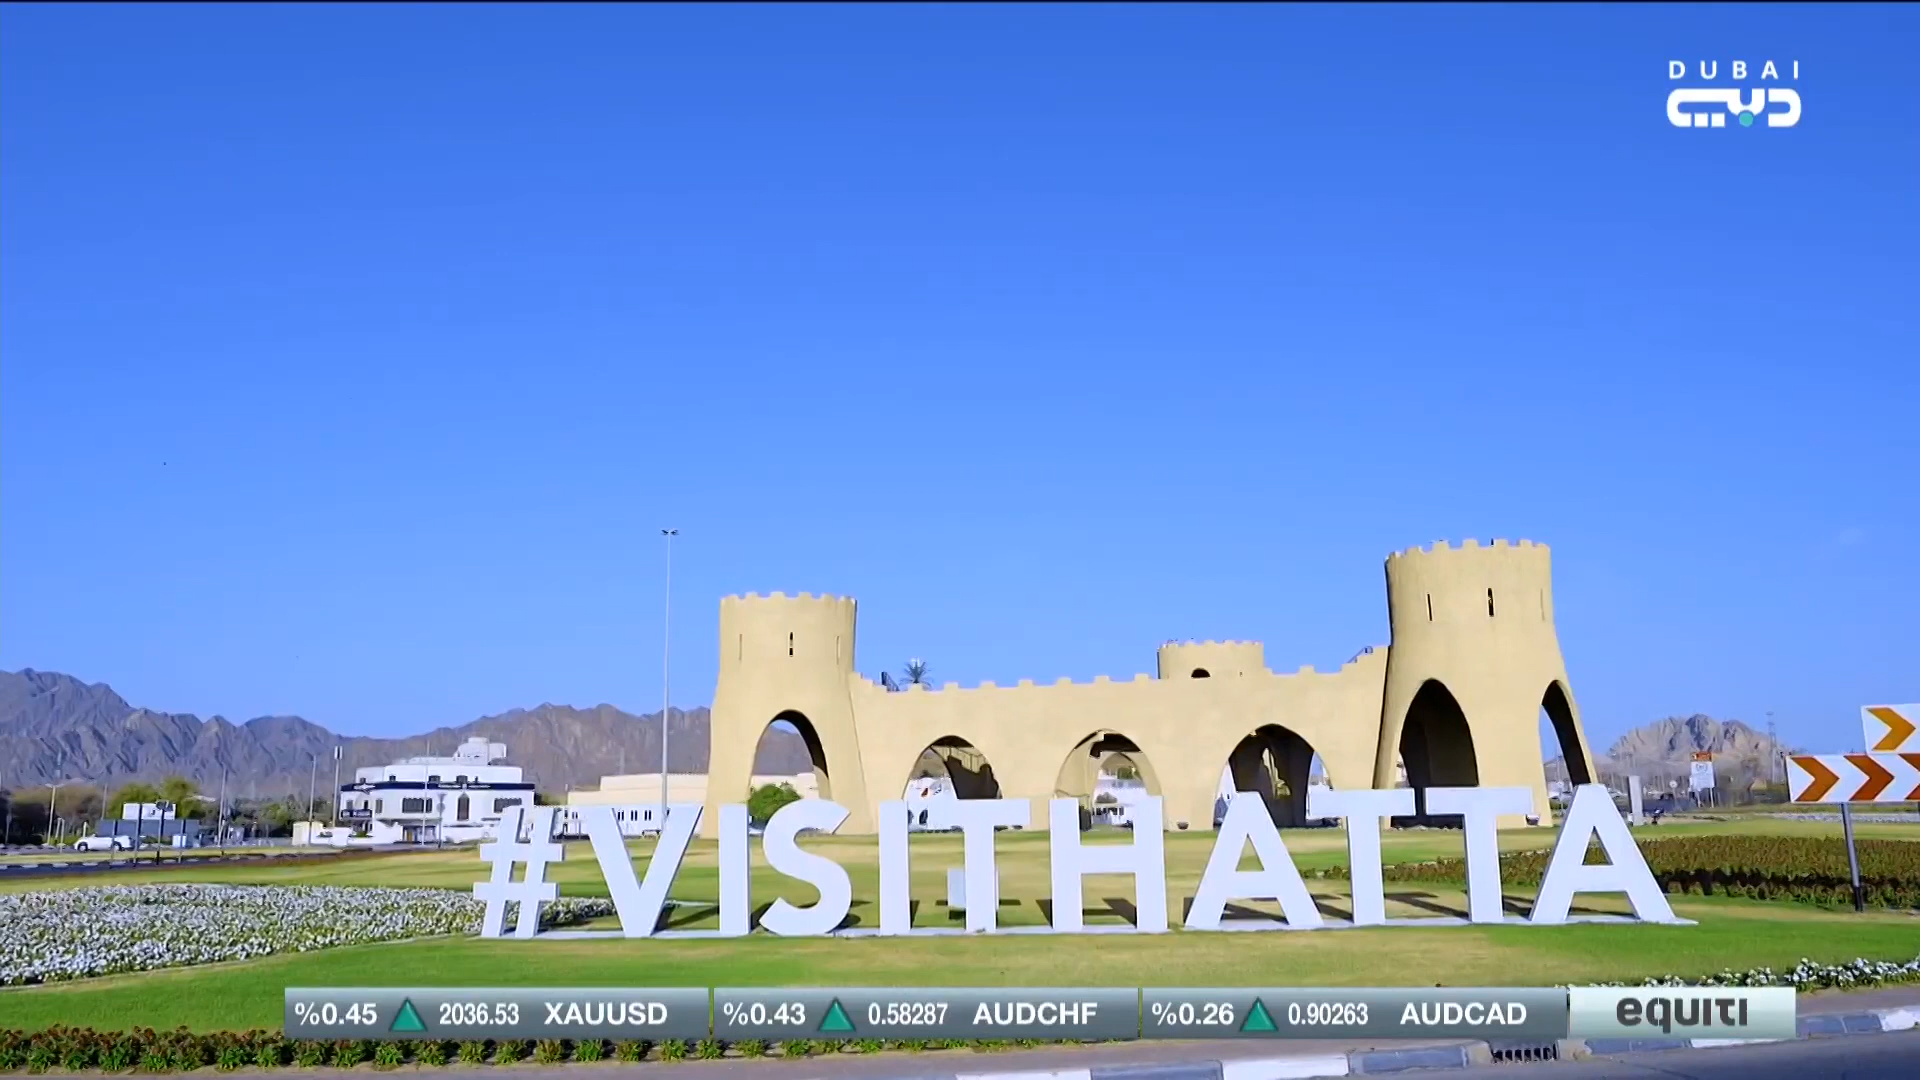 DUBAI
دبي
#VISITHATTA
%0.45 2036.53 XAUUSD %0.43 0.58287 AUDCHF %0.26 0.90263 AUDCAD equiti